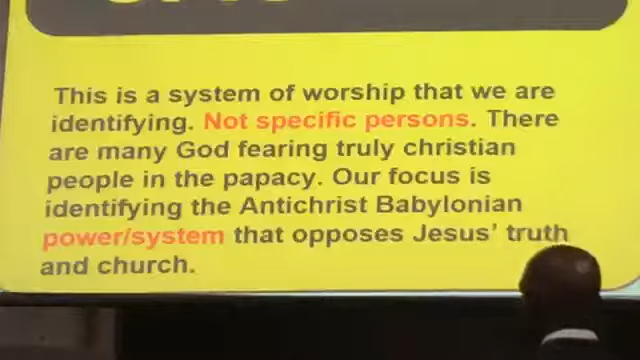 This is a system of worship that we are
identifying. Not specific persons. There
are many God fearing truly christian
people in the papacy. Our focus is
identifying the Antichrist Babylonian
power/system that opposes Jesus’ truth
and church.